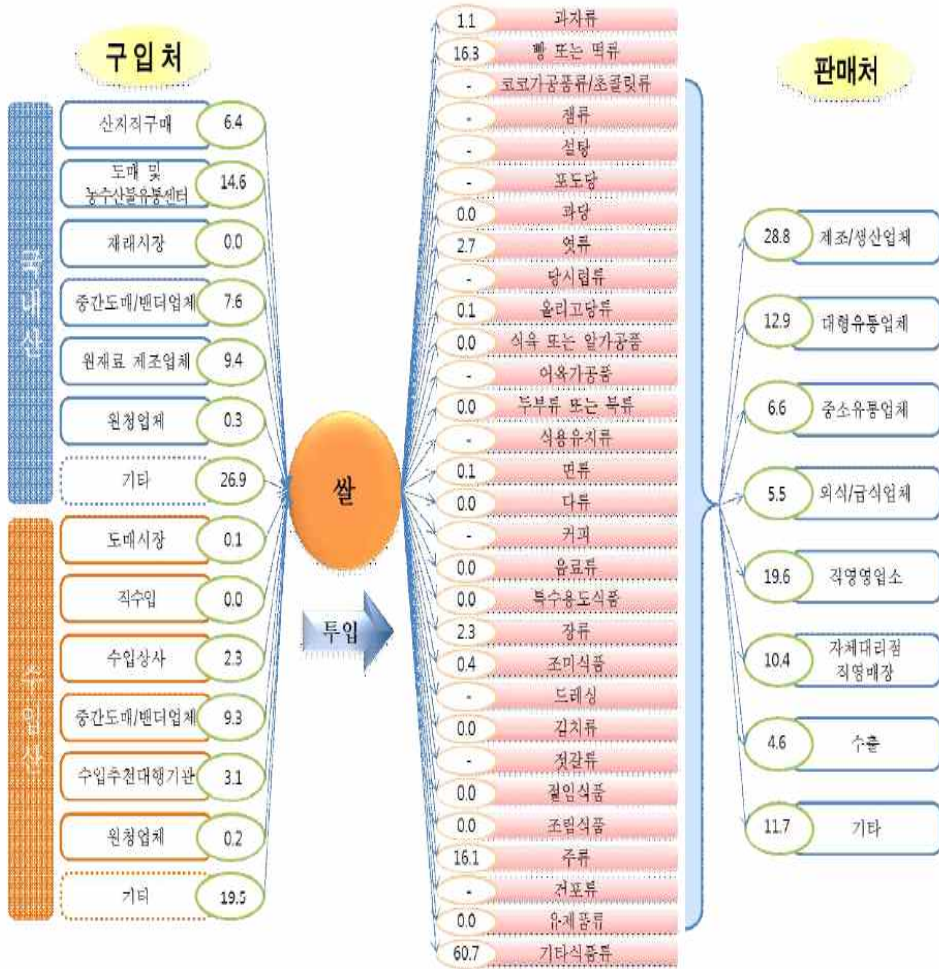 구입처
국내산
산지직구매 6.4
도매 및
농수산물유통센터 14.6
재래시장 0.0
중간도매/밴더업체 7.6
원재료 제조업체 9.4
원청업체 0.3
기타 26.9
수입산
도매시장 0.1
직수입 0.0
수입상사 2.3
중간도매/밴더업체 9.3
수입추천대행기관 3.1
원청업체 0.2
기타 19.5
쌀
투입
1.1 과자류
16.3 빵 또는 떡류
- 코코가공품류/초콜릿류
- 잼류
- 설탕
- 포도당
0.0 과당
2.7 엿류
- 당시럽류
0.1 올리고당류
0.0 식육 또는 알가공품
- 어육가공품
0.0 두부류 또는 묵류
- 식용유지류
0.1 면류
0.0 다류
- 커피
0.0 음료류
0.0 특수용도식품
2.3 장류
0.4 조미식품
- 드레싱
0.0 김치류
- 젓갈류
0.0 절임식품
0.0 조림식품
16.1 주류
- 건포류
0.0 유제품류
60.7 기타식품류
판매처
28.8 제조/생산업체
12.9 대형유통업체
6.6 중소유통업체
5.5 외식/급식업체
19.6 직영영업소
10.4 자체대리점
직영매장
4.6 수출
11.7 기타